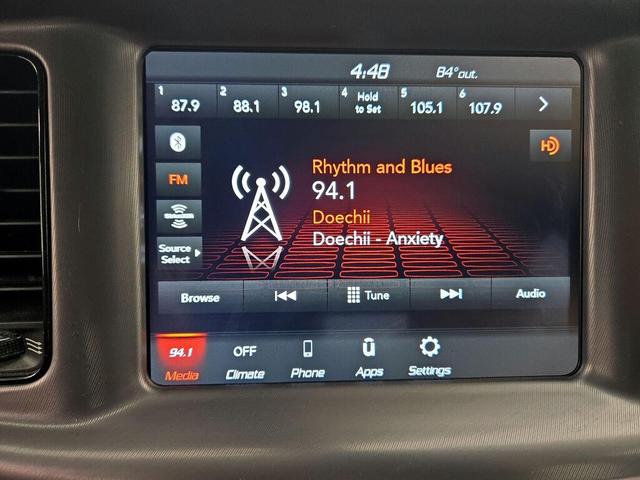 4:48 84°out.
1 87.9 2 88.1 3 98.1 4 Hold to Set 5 105.1 6 107.9
HD
FM
SiriusXM
Source Select
Rhythm and Blues
94.1
Doechii
Doechii - Anxiety
Browse Tune Audio
94.1 OFF
Media Climate Phone Apps Settings